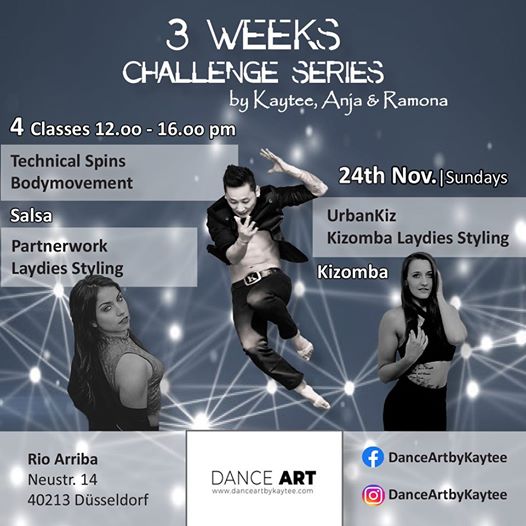 3 WEEKS
CHALLENGE SERIES
by Kaytee, Anja & Ramona
4 Classes 12.oo - 16.oo pm
Technical Spins
Bodymovement
Salsa
Partnerwork
Laydies Styling
24th Nov.|Sundays
UrbanKiz
Kizomba Laydies Styling
Kizomba
Rio Arriba
Neustr. 14
40213 Düsseldorf
DANCE ART
www.danceartbykaytee.com
DanceArtbyKaytee
DanceArtbyKaytee